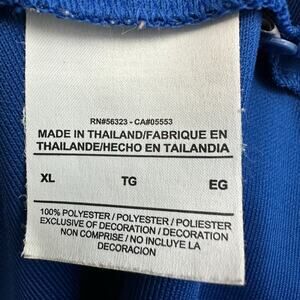 RN#56323 - CA#05553
MADE IN THAILAND/FABRIQUE EN
THAILANDE/HECHO EN TAILANDIA
XL TG EG
100% POLYESTER / POLYESTER / POLIESTER
EXCLUSIVE OF DECORATION / DECORATION
NON COMPRISE / NO INCLUYE LA
DECORACION